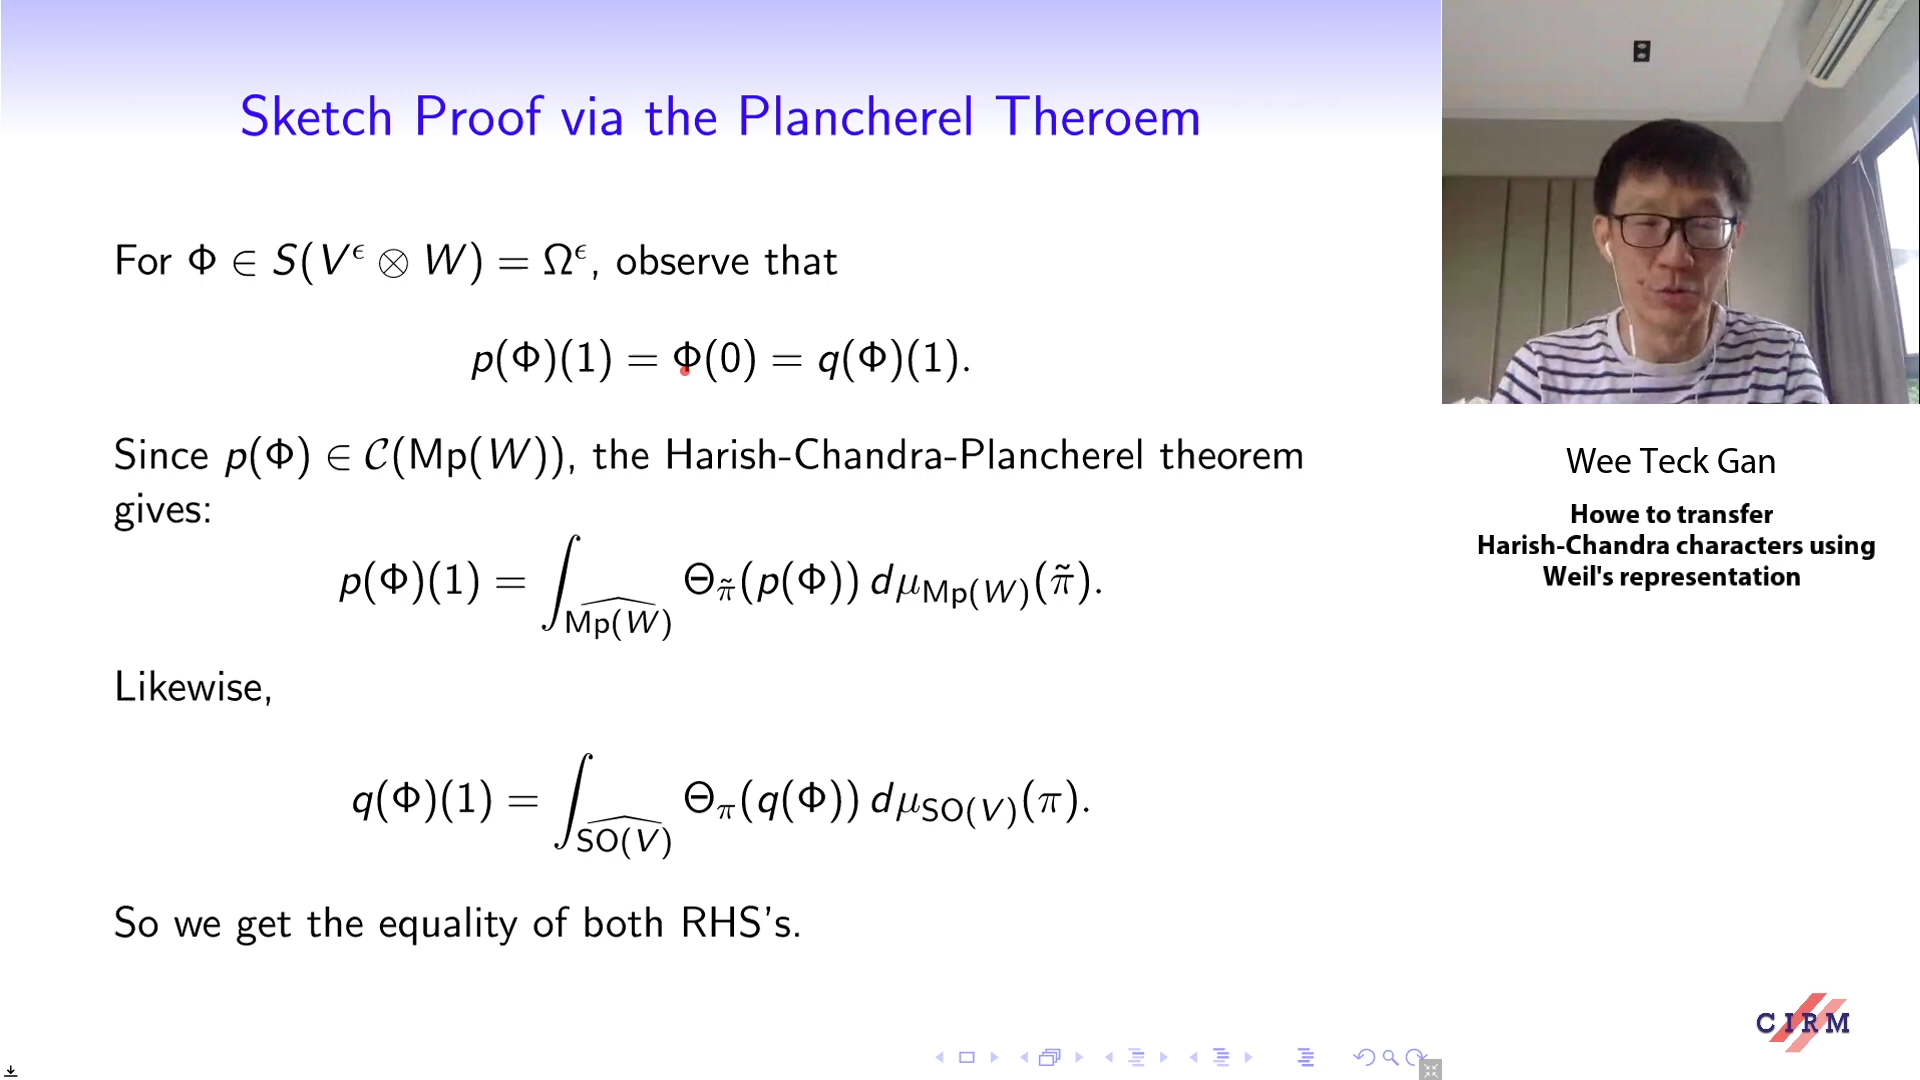 Sketch Proof via the Plancherel Theroem
For Φ ∈ S(V^ϵ ⊗ W) = Ω^ϵ, observe that
p(Φ)(1) = Φ(0) = q(Φ)(1).
Since p(Φ) ∈ 𝒞(Mp(W)), the Harish-Chandra-Plancherel theorem
gives:
p(Φ)(1) = ∫_{\widehat{Mp(W)}} Θ_{π̃}(p(Φ)) dμ_{Mp(W)}(π̃).
Likewise,
q(Φ)(1) = ∫_{\widehat{SO(V)}} Θ_π(q(Φ)) dμ_{SO(V)}(π).
So we get the equality of both RHS's.
Wee Teck Gan
Howe to transfer
Harish-Chandra characters using
Weil's representation
CIRM